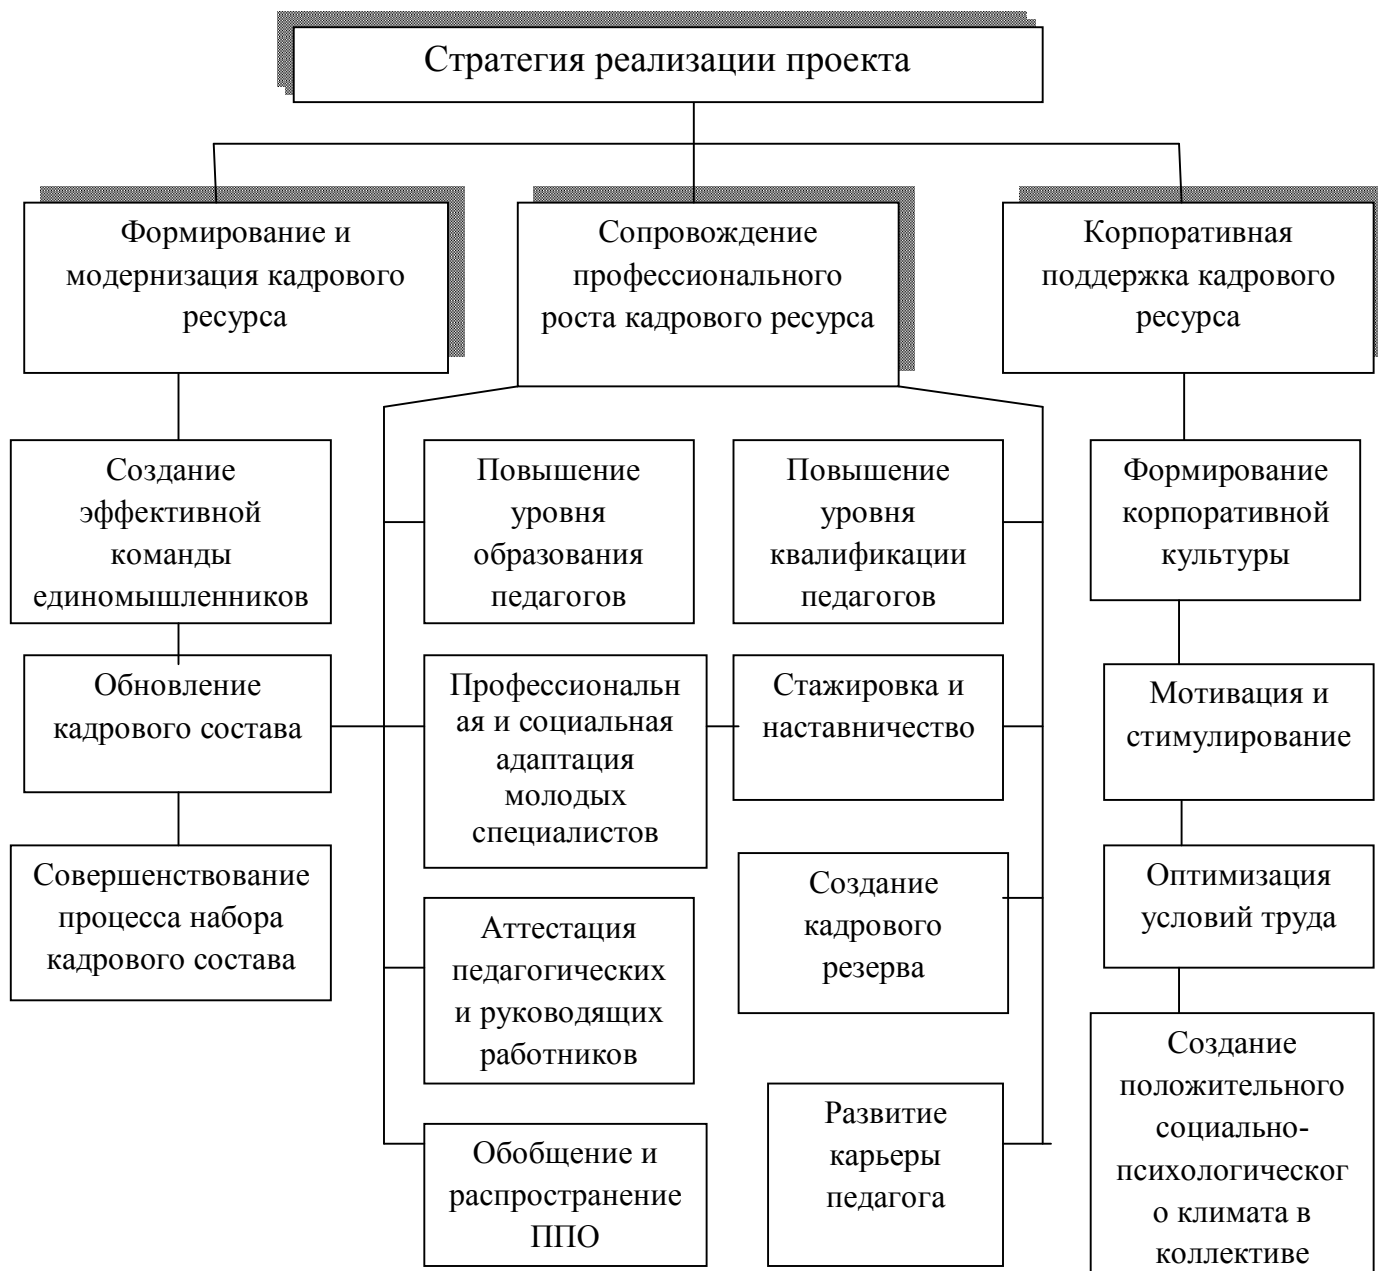 Стратегия реализации проекта
Формирование и
модернизация кадрового
ресурса
Сопровождение
профессионального
роста кадрового ресурса
Корпоративная
поддержка кадрового
ресурса
Создание
эффективной
команды
единомышленников
Повышение
уровня
образования
педагогов
Повышение
уровня
квалификации
педагогов
Формирование
корпоративной
культуры
Обновление
кадрового состава
Профессиональн
ая и социальная
адаптация
молодых
специалистов
Стажировка и
наставничество
Мотивация и
стимулирование
Совершенствование
процесса набора
кадрового состава
Аттестация
педагогических
и руководящих
работников
Создание
кадрового
резерва
Оптимизация
условий труда
Обобщение и
распространение
ППО
Развитие
карьеры
педагога
Создание
положительного
социально-
психологическог
о климата в
коллективе